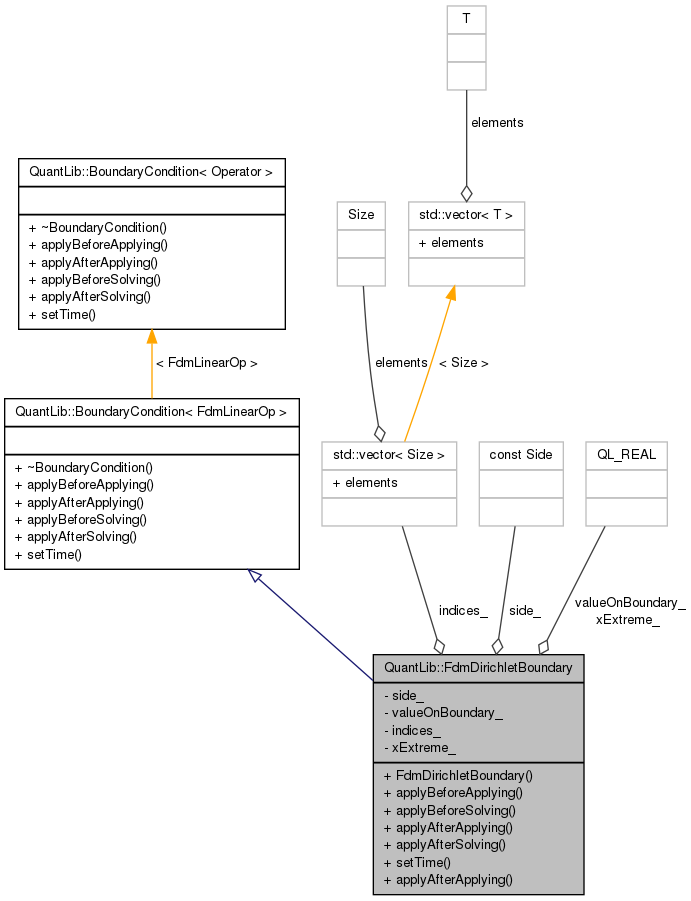 T
elements
QuantLib::BoundaryCondition< Operator >
+ ~BoundaryCondition()
+ applyBeforeApplying()
+ applyAfterApplying()
+ applyBeforeSolving()
+ applyAfterSolving()
+ setTime()
Size
std::vector< T >
+ elements
< FdmLinearOp >
elements
< Size >
QuantLib::BoundaryCondition< FdmLinearOp >
+ ~BoundaryCondition()
+ applyBeforeApplying()
+ applyAfterApplying()
+ applyBeforeSolving()
+ applyAfterSolving()
+ setTime()
std::vector< Size >
+ elements
const Side
QL_REAL
indices_
side_
valueOnBoundary_
xExtreme_
QuantLib::FdmDirichletBoundary
- side_
- valueOnBoundary_
- indices_
- xExtreme_
+ FdmDirichletBoundary()
+ applyBeforeApplying()
+ applyBeforeSolving()
+ applyAfterApplying()
+ applyAfterSolving()
+ setTime()
+ applyAfterApplying()